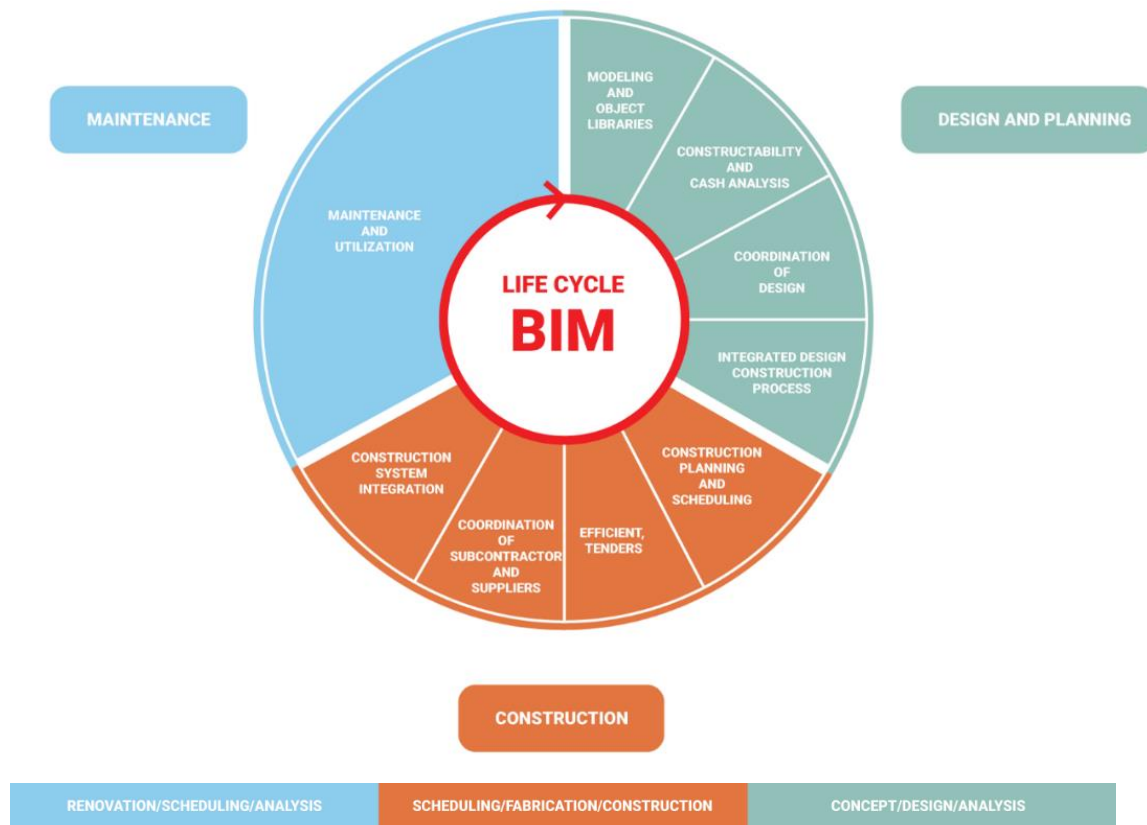 MAINTENANCE
DESIGN AND PLANNING
MODELING
AND
OBJECT
LIBRARIES
CONSTRUCTABILITY
AND
CASH ANALYSIS
COORDINATION
OF
DESIGN
INTEGRATED DESIGN
CONSTRUCTION
PROCESS
CONSTRUCTION
PLANNING
AND
SCHEDULING
EFFICIENT,
TENDERS
COORDINATION
OF
SUBCONTRACTOR
AND
SUPPLIERS
CONSTRUCTION
SYSTEM
INTEGRATION
MAINTENANCE
AND
UTILIZATION
LIFE CYCLE
BIM
CONSTRUCTION
RENOVATION/SCHEDULING/ANALYSIS
SCHEDULING/FABRICATION/CONSTRUCTION
CONCEPT/DESIGN/ANALYSIS